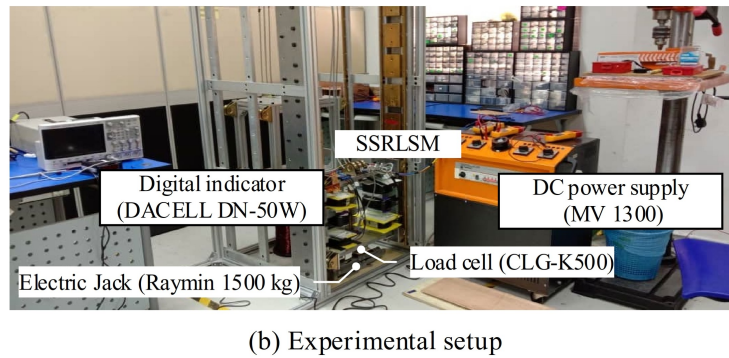 SSRLSM
Digital indicator
(DACELL DN-50W)
DC power supply
(MV 1300)
Load cell (CLG-K500)
Electric Jack (Raymin 1500 kg)
(b) Experimental setup